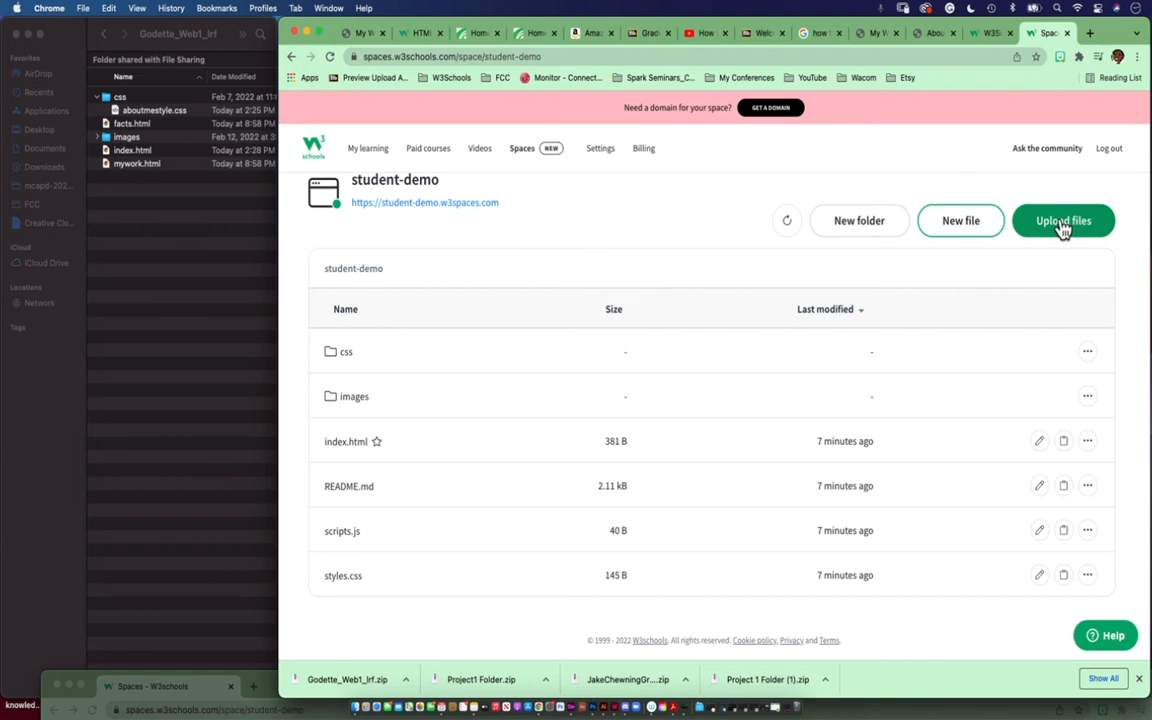 Chrome File Edit View History Bookmarks Profiles Tab Window Help
Godette_Web1_lrf
Favorites
AirDrop
Recents
Applications
Desktop
Documents
Downloads
mcapd-202...
FCC
Creative Clo...
iCloud
iCloud Drive
Locations
Network
Tags
Folder shared with File Sharing
Name Date Modified
css Feb 7, 2022 at 11:
aboutmestyle.css Today at 2:25 PM
facts.html Today at 8:58 PM
images Feb 12, 2022 at 3:
index.html Today at 2:28 PM
mywork.html Today at 8:58 PM
My W HTML Home Home Amaz Grad How Welc how My W Abou W3S Spac
spaces.w3schools.com/space/student-demo
Apps Preview Upload A... W3Schools FCC Monitor - Connect... Spark Seminars_C... My Conferences YouTube Wacom Etsy Reading List
Need a domain for your space? GET A DOMAIN
W3 schools
My learning Paid courses Videos Spaces NEW Settings Billing Ask the community Log out
student-demo
https://student-demo.w3spaces.com
New folder New file Upload files
student-demo
Name Size Last modified
css - -
images - -
index.html 381 B 7 minutes ago
README.md 2.11 kB 7 minutes ago
scripts.js 40 B 7 minutes ago
styles.css 145 B 7 minutes ago
© 1999 - 2022 W3schools. All rights reserved. Cookie policy, Privacy and Terms.
Help
Godette_Web1_lrf.zip Project1 Folder.zip JakeChewningGr....zip Project 1 Folder (1).zip Show All
Spaces - W3schools
knowled..
spaces.w3schools.com/space/student-demo